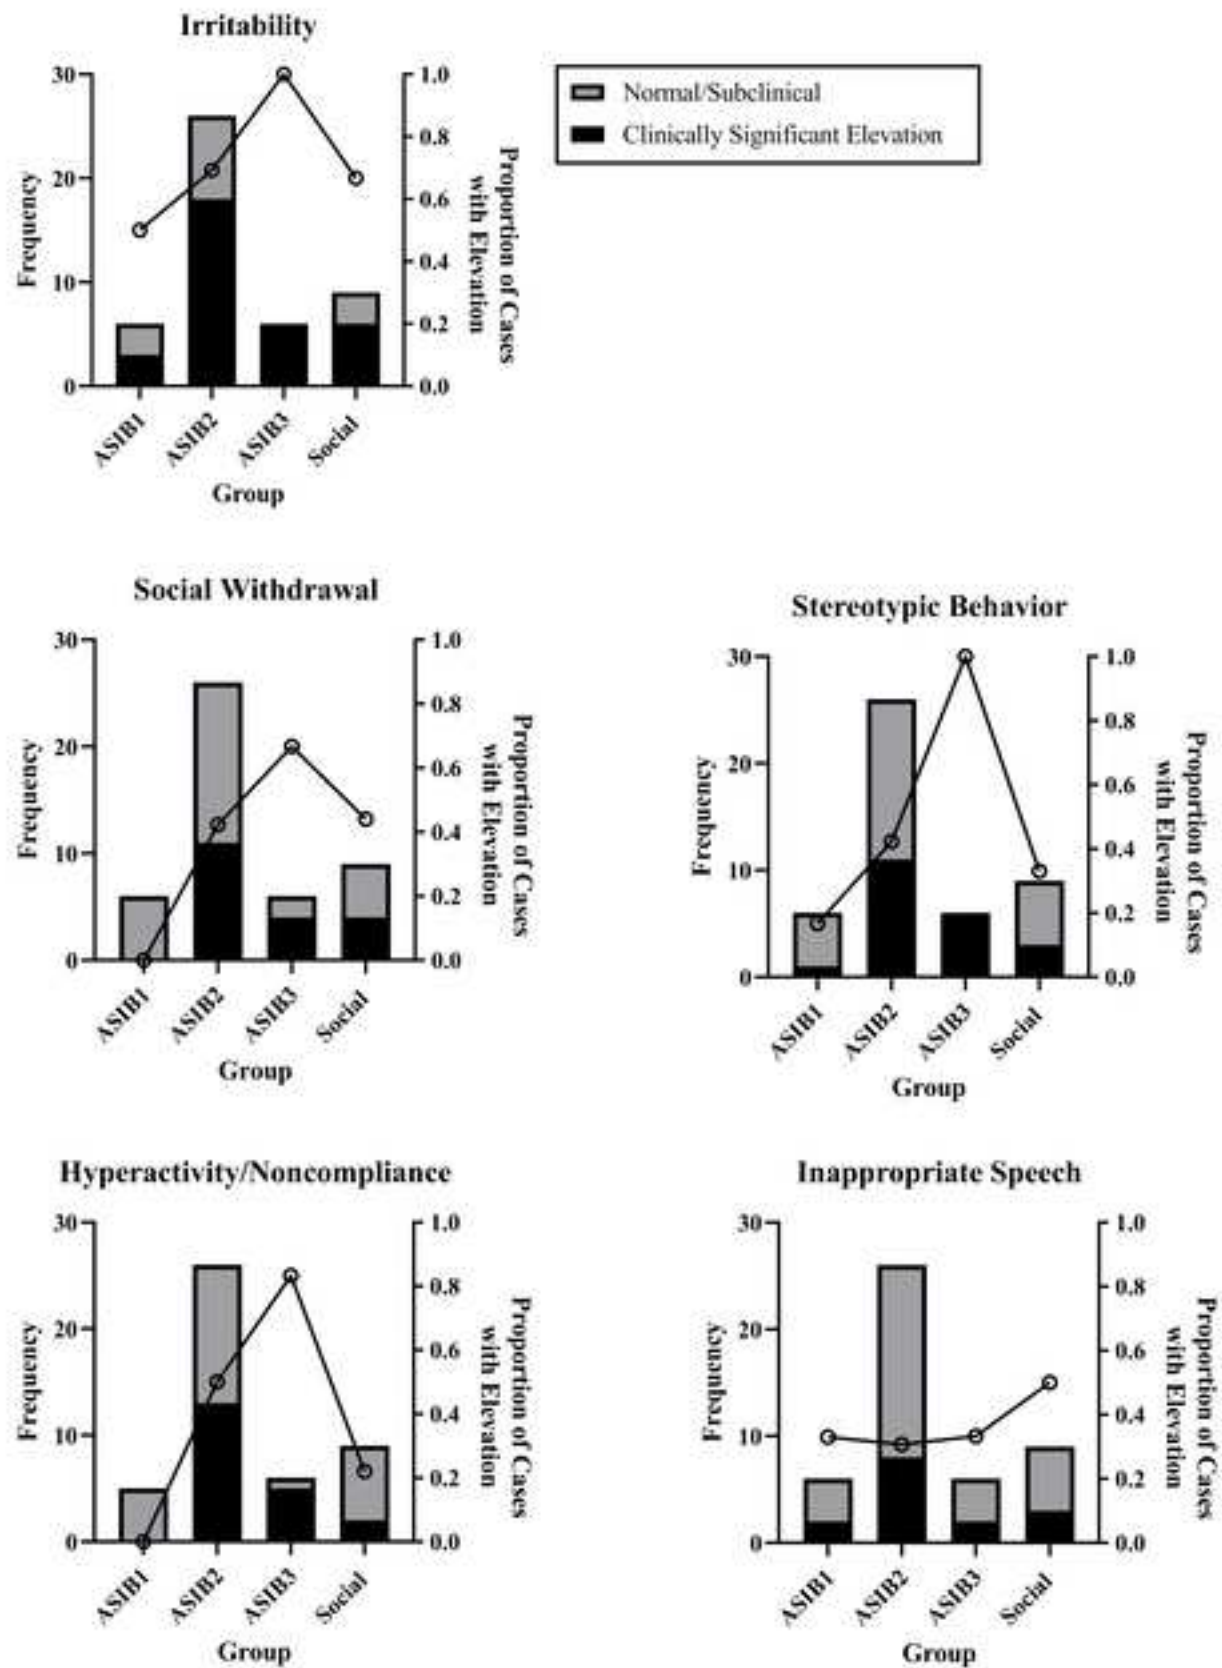 Irritability
Normal/Subclinical
Clinically Significant Elevation
30
20
10
0
Frequency
1.0
0.8
0.6
0.4
0.2
0.0
Proportion of Cases
with Elevation
ASIB1
ASIB2
ASIB3
Social
Group
Social Withdrawal
30
20
10
0
Frequency
1.0
0.8
0.6
0.4
0.2
0.0
Proportion of Cases
with Elevation
ASIB1
ASIB2
ASIB3
Social
Group
Stereotypic Behavior
30
20
10
0
Frequency
1.0
0.8
0.6
0.4
0.2
0.0
Proportion of Cases
with Elevation
ASIB1
ASIB2
ASIB3
Social
Group
Hyperactivity/Noncompliance
30
20
10
0
Frequency
1.0
0.8
0.6
0.4
0.2
0.0
Proportion of Cases
with Elevation
ASIB1
ASIB2
ASIB3
Social
Group
Inappropriate Speech
30
20
10
0
Frequency
1.0
0.8
0.6
0.4
0.2
0.0
Proportion of Cases
with Elevation
ASIB1
ASIB2
ASIB3
Social
Group